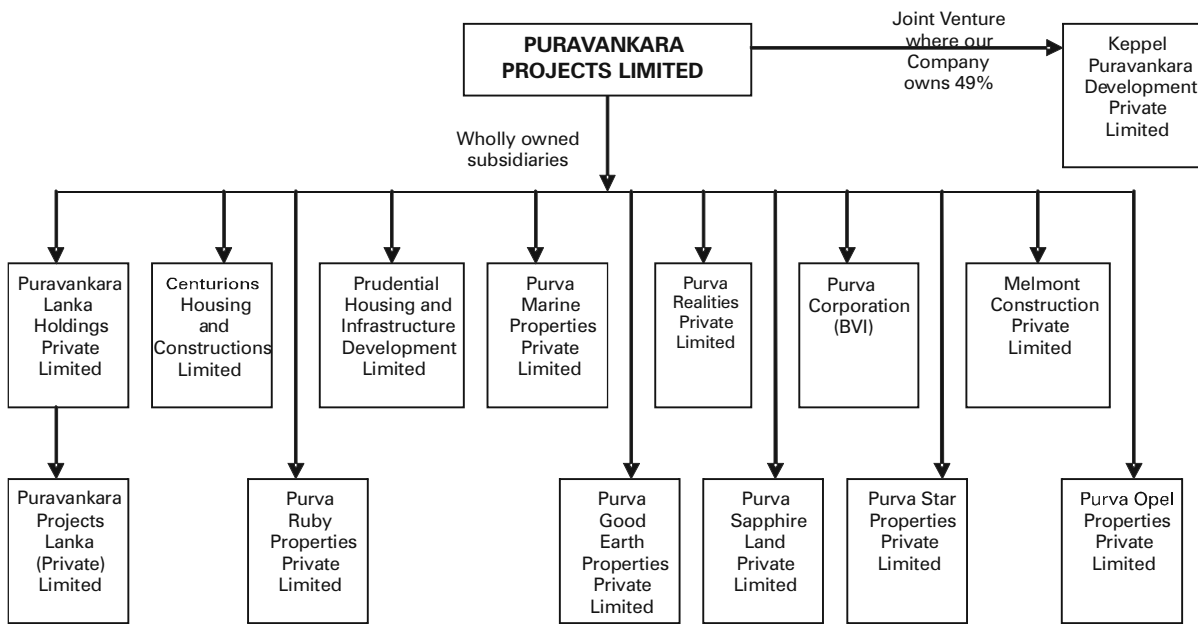 PURAVANKARA
PROJECTS LIMITED
Joint Venture
where our
Company
owns 49%
Keppel
Puravankara
Development
Private
Limited
Wholly owned
subsidiaries
Puravankara
Lanka
Holdings
Private
Limited
Centurions
Housing
and
Constructions
Limited
Prudential
Housing and
Infrastructure
Development
Limited
Purva
Marine
Properties
Private
Limited
Purva
Realities
Private
Limited
Purva
Corporation
(BVI)
Melmont
Construction
Private
Limited
Puravankara
Projects
Lanka
(Private)
Limited
Purva
Ruby
Properties
Private
Limited
Purva
Good
Earth
Properties
Private
Limited
Purva
Sapphire
Land
Private
Limited
Purva Star
Properties
Private
Limited
Purva Opel
Properties
Private
Limited